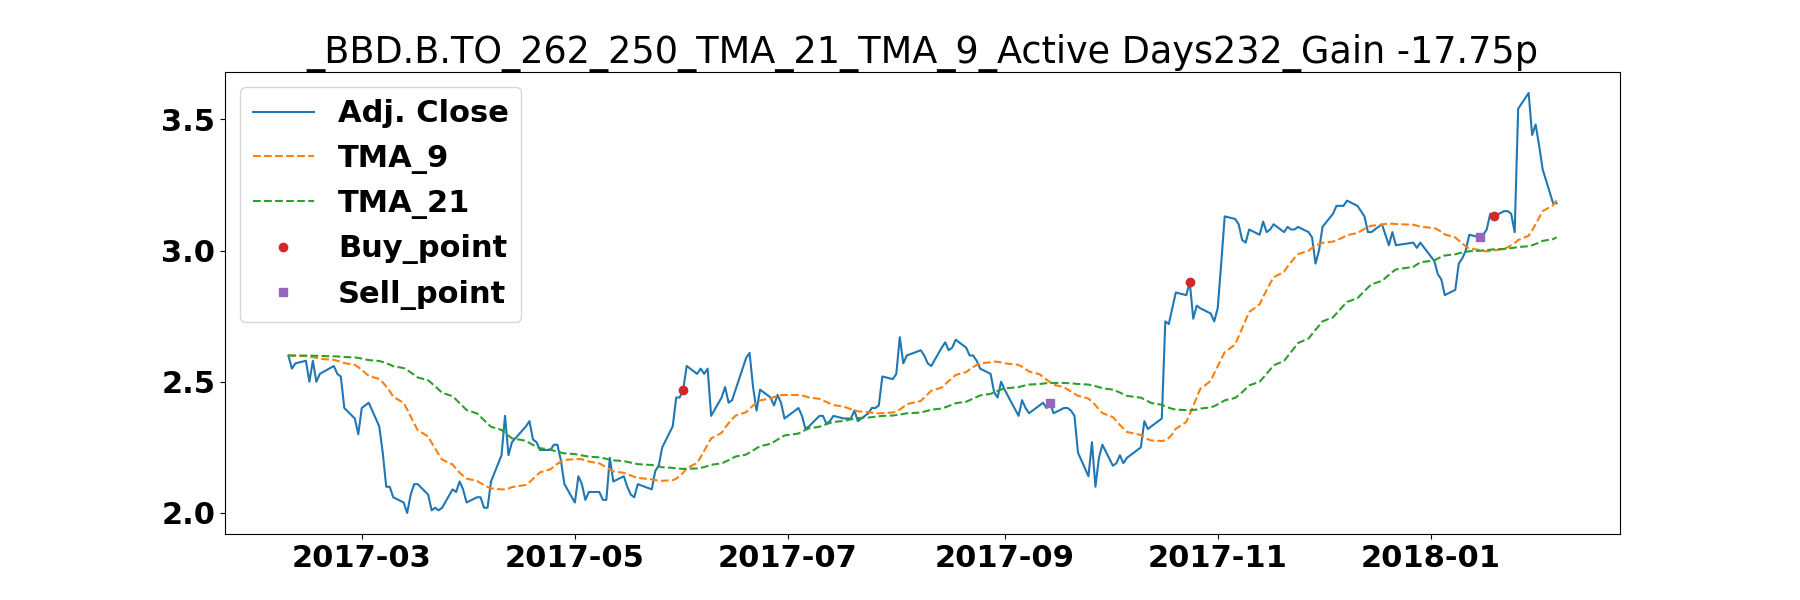 _BBD.B.TO_262_250_TMA_21_TMA_9_Active Days232_Gain -17.75p
Adj. Close
TMA_9
TMA_21
Buy_point
Sell_point
3.5
3.0
2.5
2.0
2017-03 2017-05 2017-07 2017-09 2017-11 2018-01